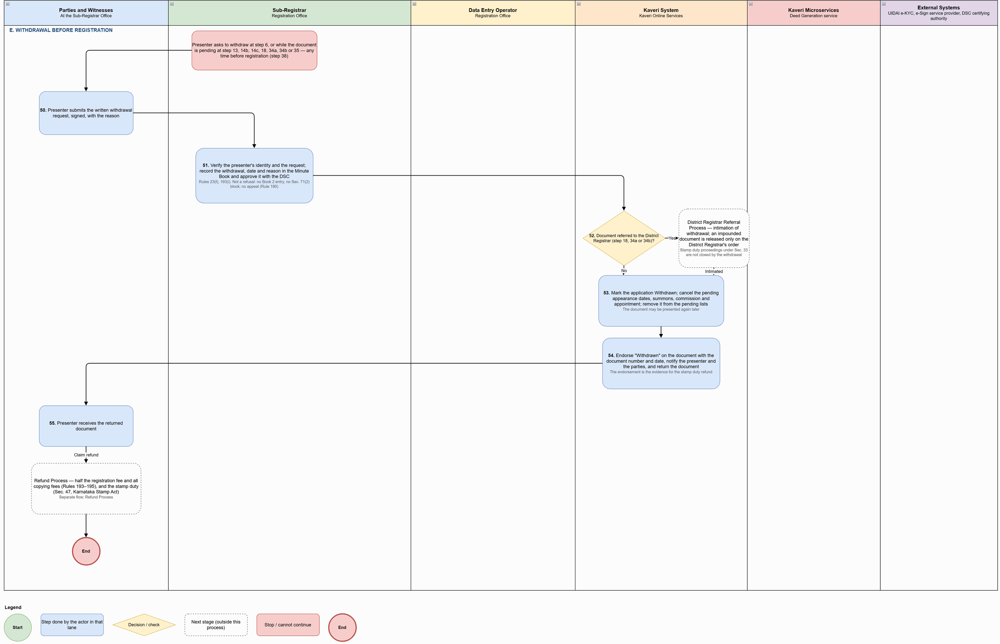 Parties and Witnesses
At the Sub-Registrar Office
Sub-Registrar
Registration Office
Data Entry Operator
Registration Office
Kaveri System
Kaveri Online Services
Kaveri Microservices
Deed Generation service
External Systems
UIDAI e-KYC, e-Sign service provider, DSC certifying
authority
E. WITHDRAWAL BEFORE REGISTRATION
Presenter asks to withdraw at step 6, or while the document
is pending at step 13, 14b, 14c, 18, 34a, 34b or 35 — any
time before registration (step 38)
50. Presenter submits the written withdrawal
request, signed, with the reason
51. Verify the presenter's identity and the request;
record the withdrawal, date and reason in the Minute
Book and approve it with the DSC
Rules 23(f), 193(i). Not a refusal: no Book 2 entry, no Sec. 71(2)
block; no appeal (Rule 190)
52. Document referred to the District
Registrar (step 18, 34a or 34b)?
Yes
District Registrar Referral
Process — intimation of
withdrawal; an impounded
document is released only on the
District Registrar's order
Stamp duty proceedings under Sec. 33
are not closed by the withdrawal
No
Intimated
53. Mark the application Withdrawn; cancel the pending
appearance dates, summons, commission and
appointment; remove it from the pending lists
The document may be presented again later
54. Endorse "Withdrawn" on the document with the
document number and date, notify the presenter and
the parties, and return the document
The endorsement is the evidence for the stamp duty refund
55. Presenter receives the returned
document
Claim refund
Refund Process — half the registration fee and all
copying fees (Rules 193–195), and the stamp duty
(Sec. 47, Karnataka Stamp Act)
Separate flow: Refund Process
End
Legend
Start
Step done by the actor in that
lane
Decision / check
Next stage (outside this
process)
Stop / cannot continue
End